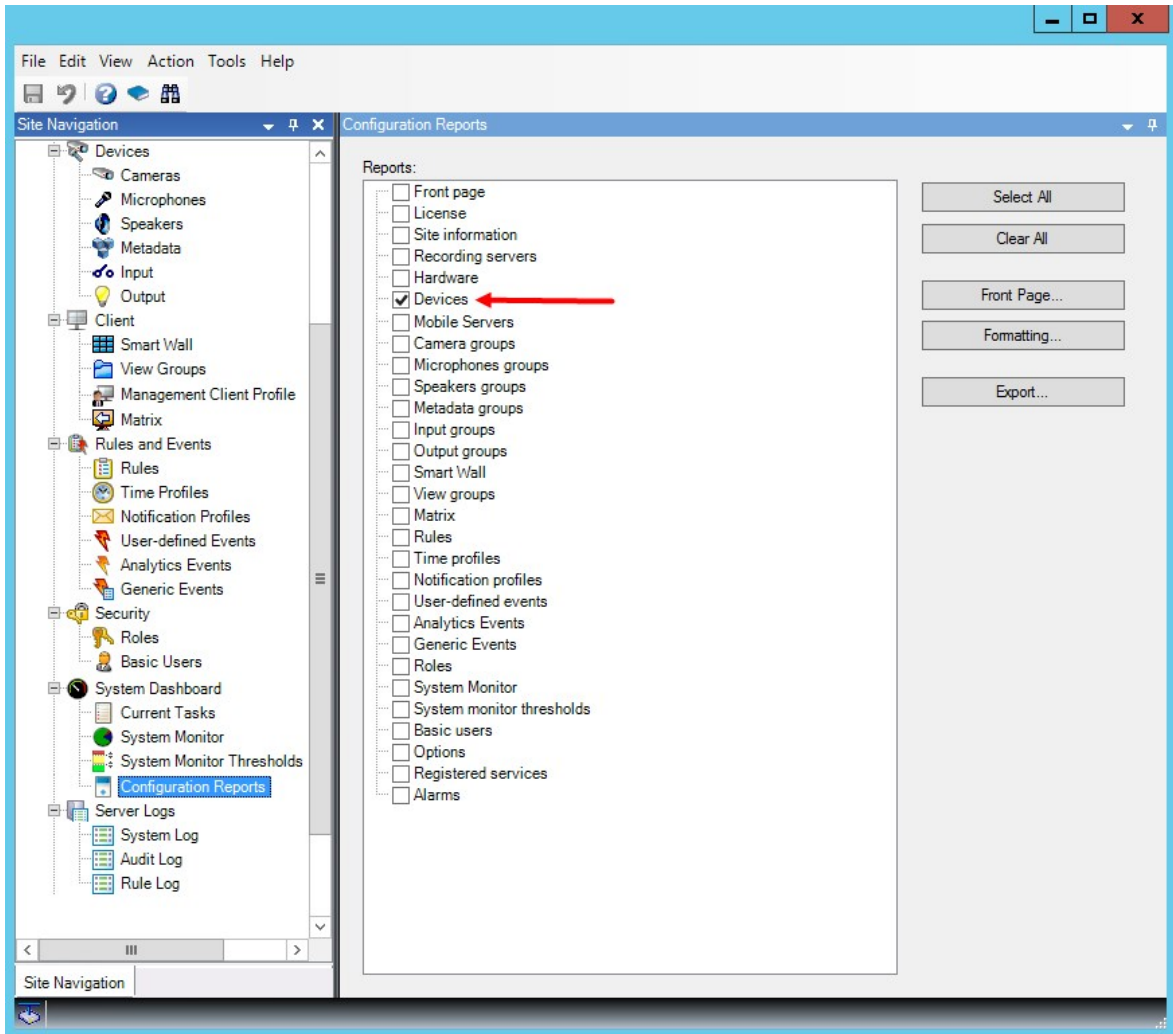 File Edit View Action Tools Help
Site Navigation
Devices
Cameras
Microphones
Speakers
Metadata
Input
Output
Client
Smart Wall
View Groups
Management Client Profile
Matrix
Rules and Events
Rules
Time Profiles
Notification Profiles
User-defined Events
Analytics Events
Generic Events
Security
Roles
Basic Users
System Dashboard
Current Tasks
System Monitor
System Monitor Thresholds
Configuration Reports
Server Logs
System Log
Audit Log
Rule Log
Site Navigation
Configuration Reports
Reports:
Front page
License
Site information
Recording servers
Hardware
Devices
Mobile Servers
Camera groups
Microphones groups
Speakers groups
Metadata groups
Input groups
Output groups
Smart Wall
View groups
Matrix
Rules
Time profiles
Notification profiles
User-defined events
Analytics Events
Generic Events
Roles
System Monitor
System monitor thresholds
Basic users
Options
Registered services
Alarms
Select All
Clear All
Front Page...
Formatting...
Export...